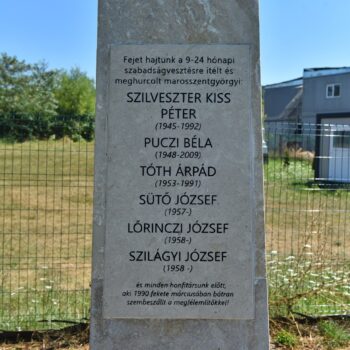 Fejet hajtunk a 9-24 hónapi
szabadságvesztésre ítélt és
meghurcolt marosszentgyörgyi:
SZILVESZTER KISS
PÉTER
(1945-1992)
PUCZI BÉLA
(1948-2009)
TÓTH ÁRPÁD
(1953-1991)
SÜTŐ JÓZSEF
(1957-)
LŐRINCZI JÓZSEF
(1958-)
SZILÁGYI JÓZSEF
(1958 -)
és minden honfitársunk előtt,
aki 1990 fekete márciusában bátran
szembeszállt a megfélemlítőkkel!